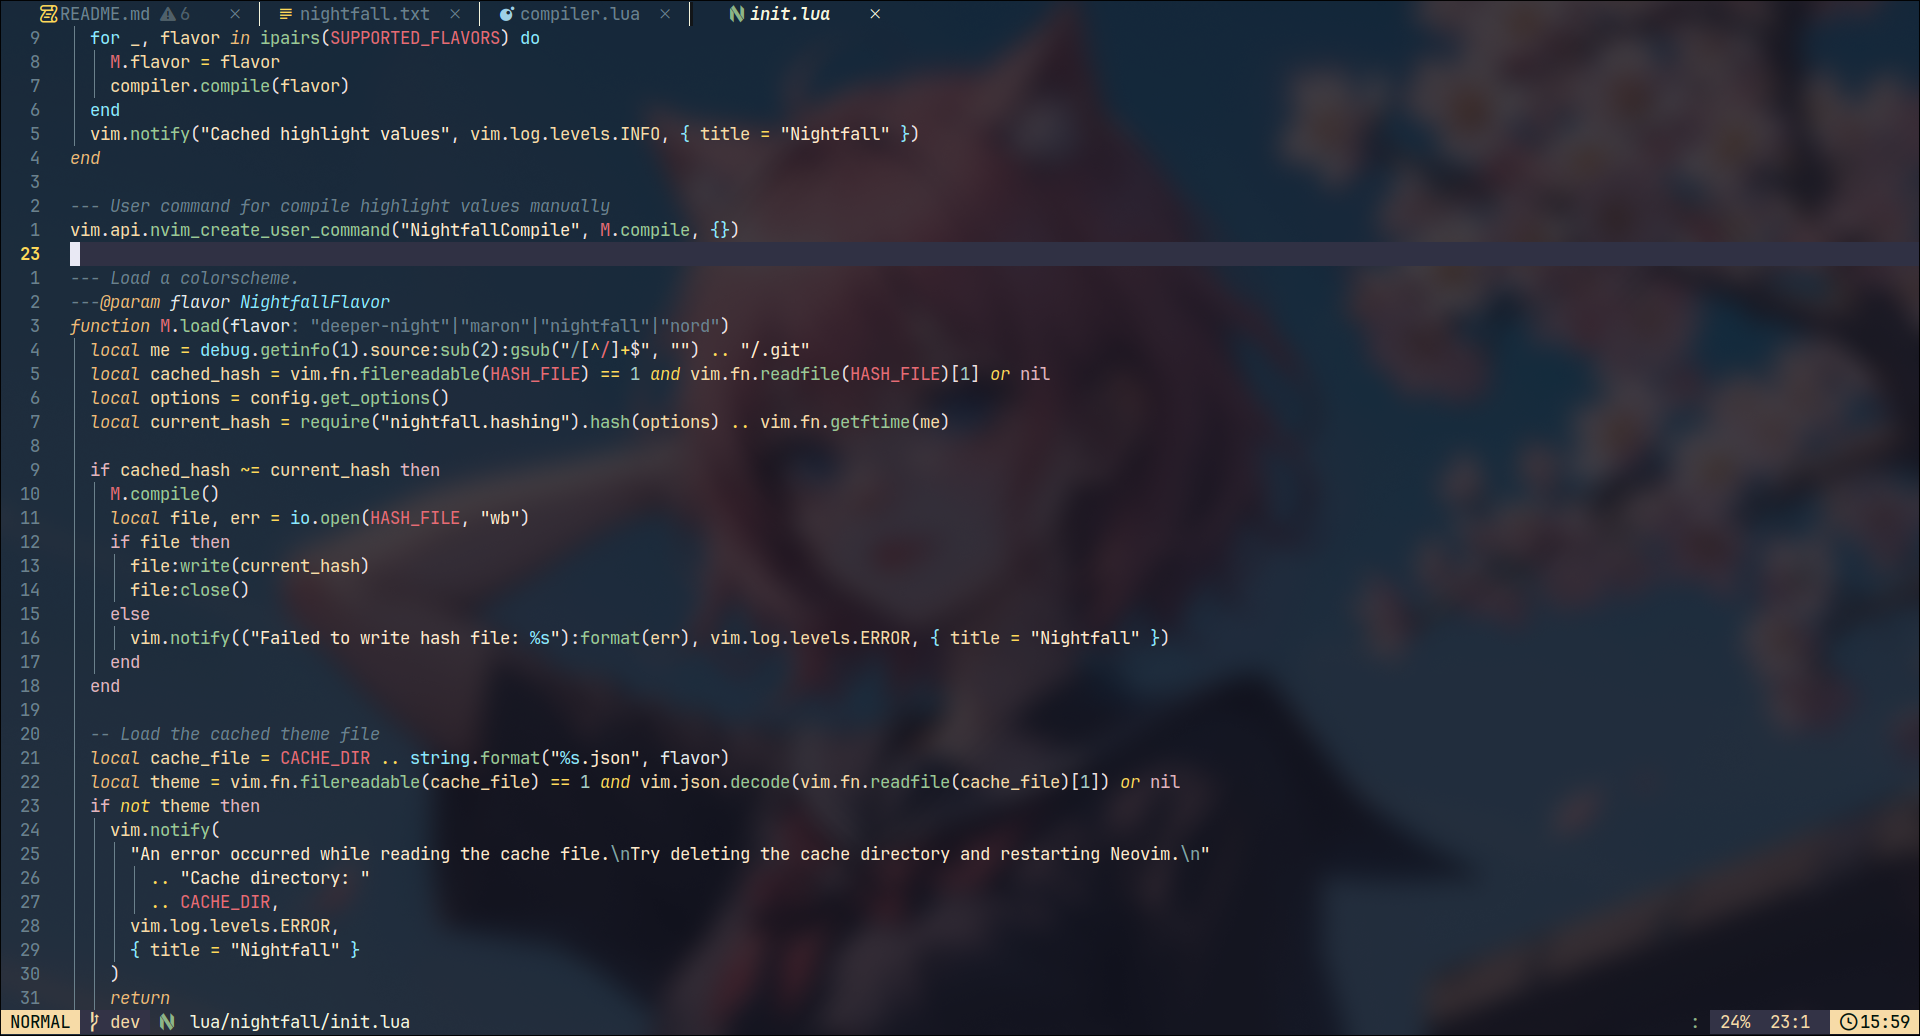 README.md 6 × nightfall.txt × compiler.lua × init.lua ×
9 for _, flavor in ipairs(SUPPORTED_FLAVORS) do
8 M.flavor = flavor
7 compiler.compile(flavor)
6 end
5 vim.notify("Cached highlight values", vim.log.levels.INFO, { title = "Nightfall" })
4 end
3
2 --- User command for compile highlight values manually
1 vim.api.nvim_create_user_command("NightfallCompile", M.compile, {})
23
1 --- Load a colorscheme.
2 ---@param flavor NightfallFlavor
3 function M.load(flavor: "deeper-night"|"maron"|"nightfall"|"nord")
4 local me = debug.getinfo(1).source:sub(2):gsub("/[^/]+$", "") .. "/.git"
5 local cached_hash = vim.fn.filereadable(HASH_FILE) == 1 and vim.fn.readfile(HASH_FILE)[1] or nil
6 local options = config.get_options()
7 local current_hash = require("nightfall.hashing").hash(options) .. vim.fn.getftime(me)
8
9 if cached_hash ~= current_hash then
10 M.compile()
11 local file, err = io.open(HASH_FILE, "wb")
12 if file then
13 file:write(current_hash)
14 file:close()
15 else
16 vim.notify(("Failed to write hash file: %s"):format(err), vim.log.levels.ERROR, { title = "Nightfall" })
17 end
18 end
19
20 -- Load the cached theme file
21 local cache_file = CACHE_DIR .. string.format("%s.json", flavor)
22 local theme = vim.fn.filereadable(cache_file) == 1 and vim.json.decode(vim.fn.readfile(cache_file)[1]) or nil
23 if not theme then
24 vim.notify(
25 "An error occurred while reading the cache file.\nTry deleting the cache directory and restarting Neovim.\n"
26 .. "Cache directory: "
27 .. CACHE_DIR,
28 vim.log.levels.ERROR,
29 { title = "Nightfall" }
30 )
31 return
NORMAL dev lua/nightfall/init.lua : 24% 23:1 15:59